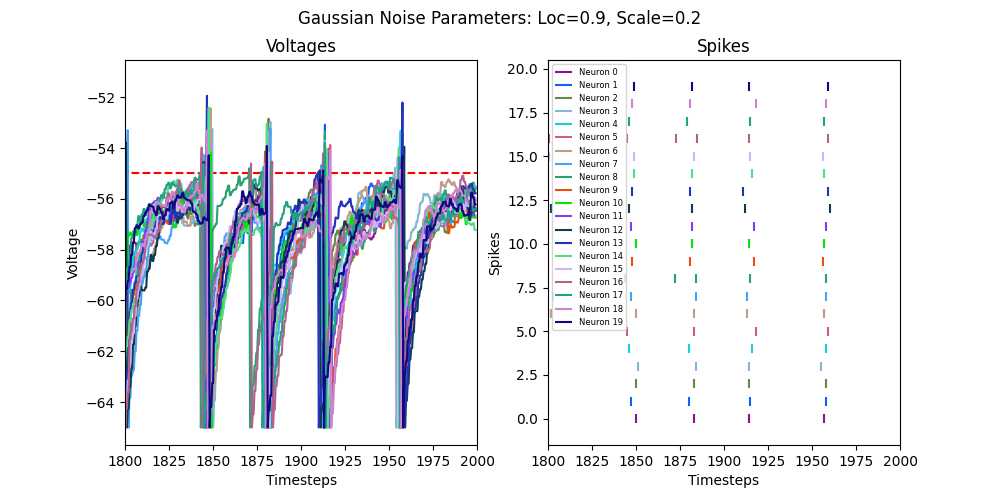 Gaussian Noise Parameters: Loc=0.9, Scale=0.2
Voltages
Voltage
−52
−54
−56
−58
−60
−62
−64
1800 1825 1850 1875 1900 1925 1950 1975 2000
Timesteps
Spikes
Spikes
20.0
17.5
15.0
12.5
10.0
7.5
5.0
2.5
0.0
Neuron 0
Neuron 1
Neuron 2
Neuron 3
Neuron 4
Neuron 5
Neuron 6
Neuron 7
Neuron 8
Neuron 9
Neuron 10
Neuron 11
Neuron 12
Neuron 13
Neuron 14
Neuron 15
Neuron 16
Neuron 17
Neuron 18
Neuron 19
1800 1825 1850 1875 1900 1925 1950 1975 2000
Timesteps